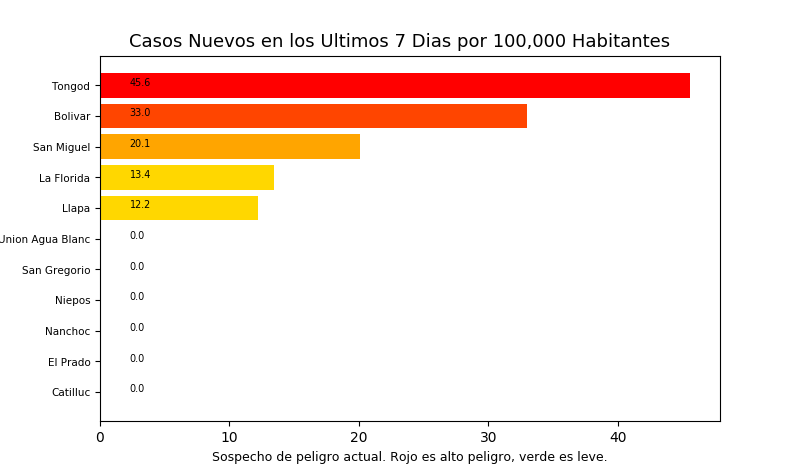 Casos Nuevos en los Ultimos 7 Dias por 100,000 Habitantes
Tongod 45.6
Bolivar 33.0
San Miguel 20.1
La Florida 13.4
Llapa 12.2
Union Agua Blanc 0.0
San Gregorio 0.0
Niepos 0.0
Nanchoc 0.0
El Prado 0.0
Catilluc 0.0
0 10 20 30 40
Sospecho de peligro actual. Rojo es alto peligro, verde es leve.